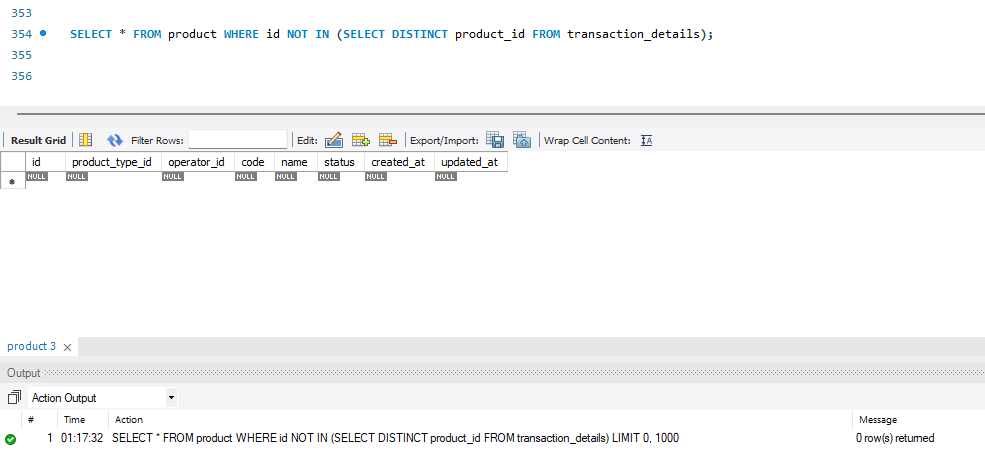 353
354 SELECT * FROM product WHERE id NOT IN (SELECT DISTINCT product_id FROM transaction_details);
355
356
Result Grid Filter Rows: Edit: Export/Import: Wrap Cell Content:
id product_type_id operator_id code name status created_at updated_at
NULL NULL NULL NULL NULL NULL NULL NULL
product 3
Output
Action Output
# Time Action Message
1 01:17:32 SELECT * FROM product WHERE id NOT IN (SELECT DISTINCT product_id FROM transaction_details) LIMIT 0, 1000 0 row(s) returned